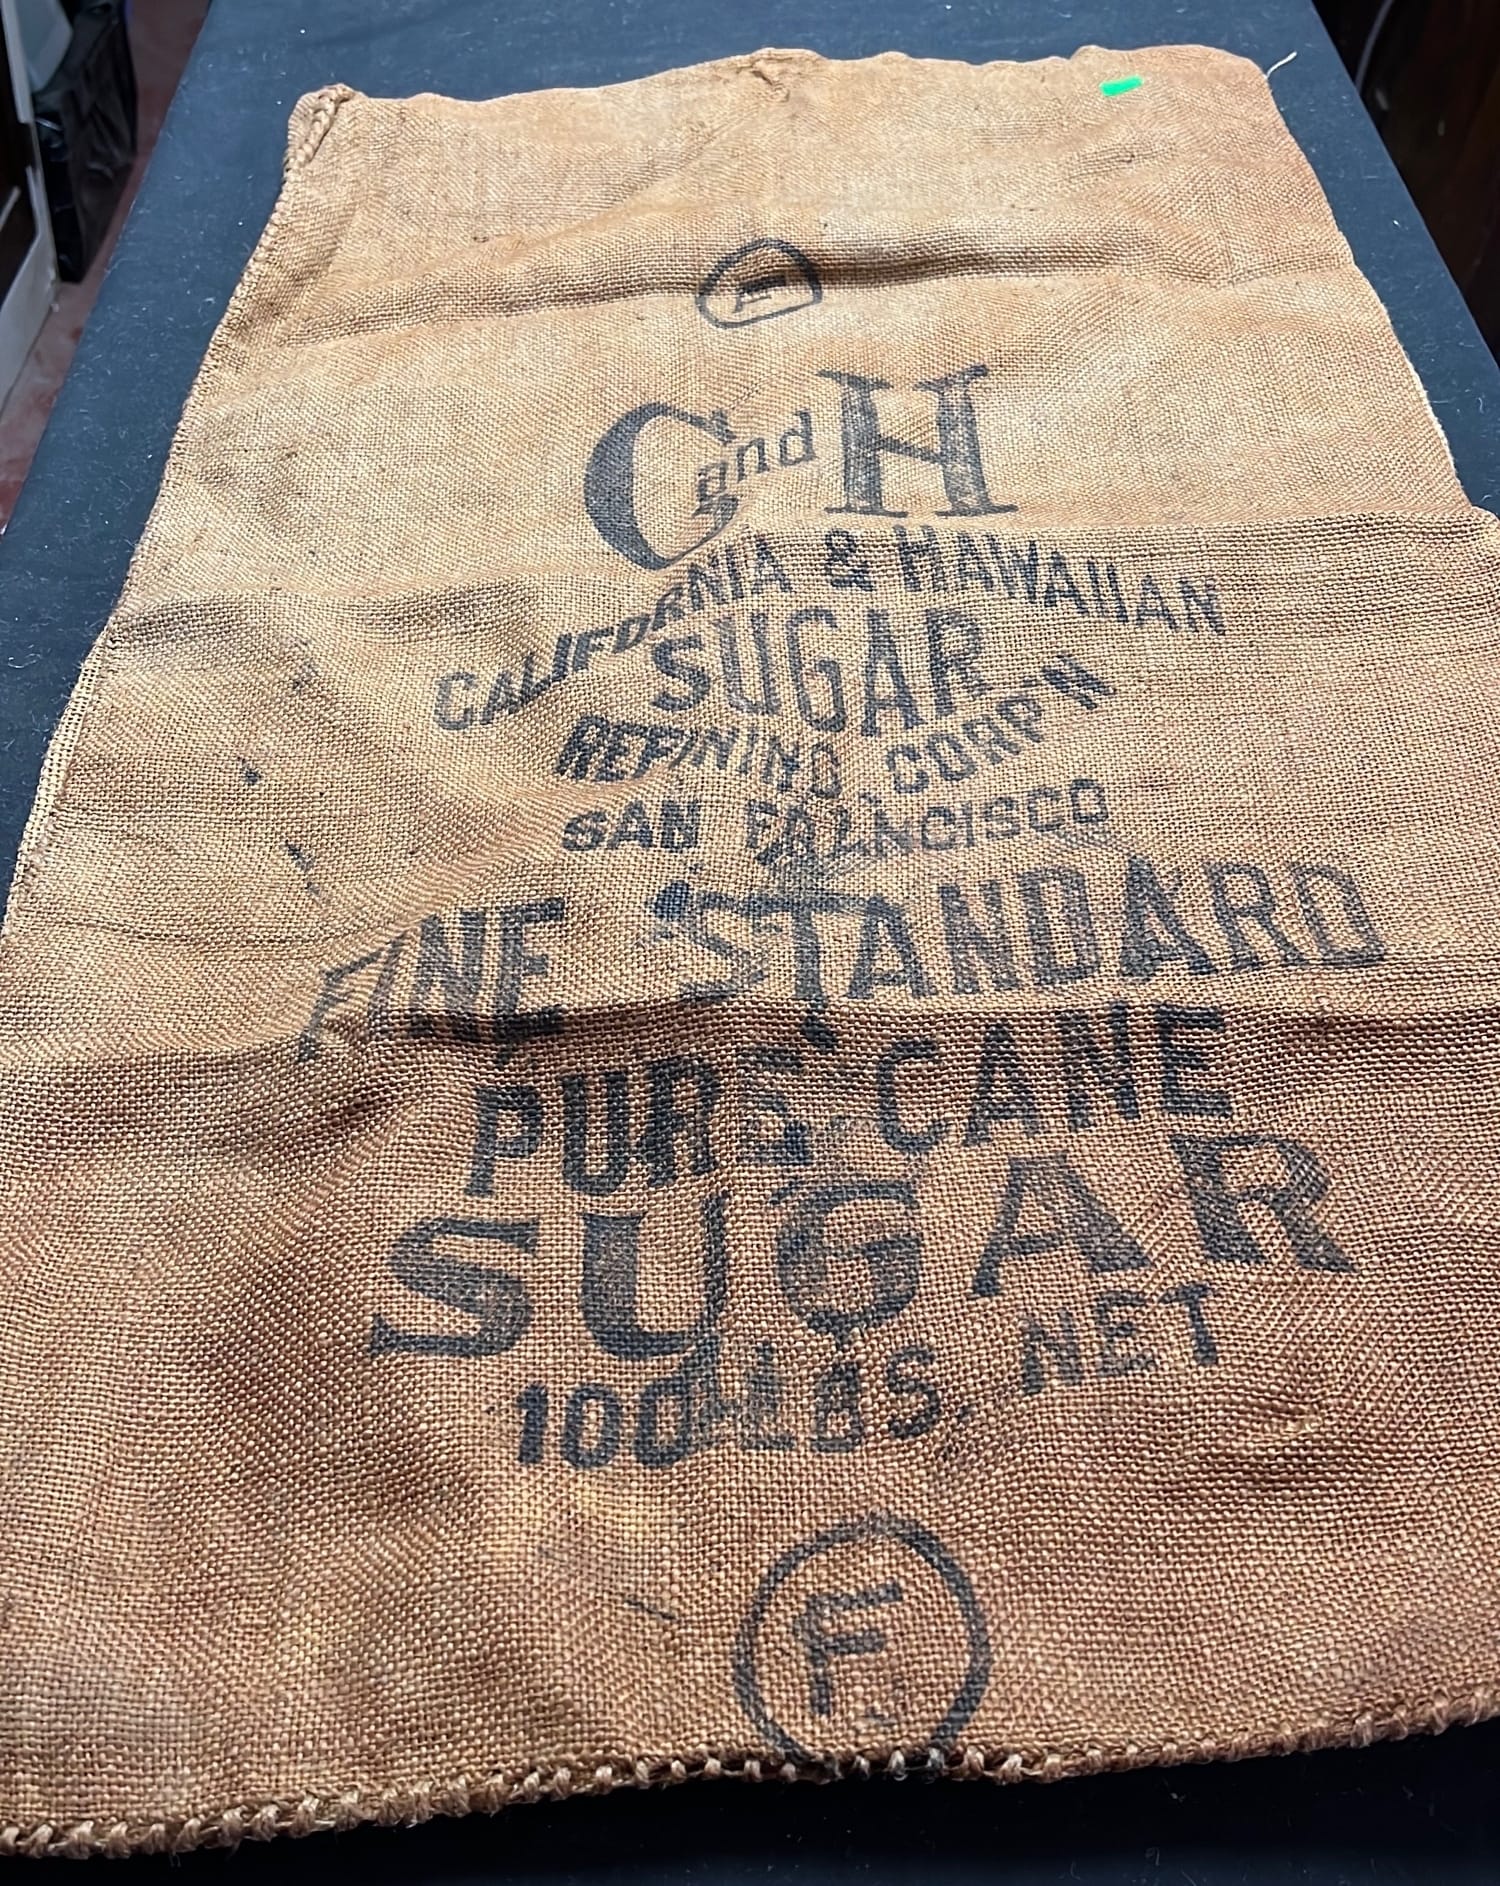 F
C and H
CALIFORNIA & HAWAIIAN
SUGAR
REFINING CORP'N
SAN FRANCISCO
FINE STANDARD
PURE CANE
SUGAR
100 LBS. NET
F